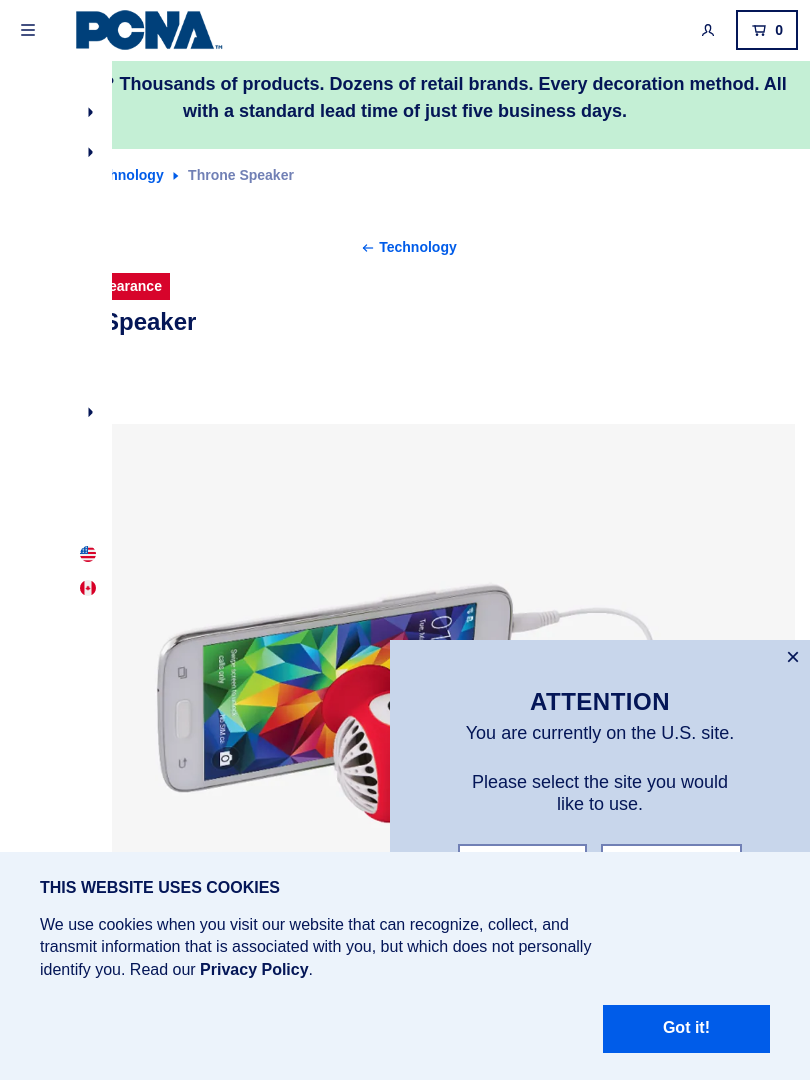 PCNA™
0
? Thousands of products. Dozens of retail brands. Every decoration method. All
with a standard lead time of just five business days.
Throne Speaker
Technology
Speaker
ATTENTION
You are currently on the U.S. site.
Please select the site you would
like to use.
THIS WEBSITE USES COOKIES
We use cookies when you visit our website that can recognize, collect, and
transmit information that is associated with you, but which does not personally
identify you. Read our Privacy Policy.
Got it!